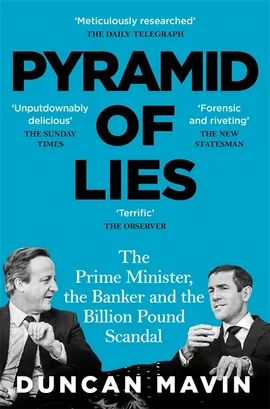 'Meticulously researched'
THE DAILY TELEGRAPH
PYRAMID
'Unputdownably
delicious'
THE SUNDAY
TIMES
OF
'Forensic
and riveting'
THE NEW
STATESMAN
LIES
'Terrific'
THE OBSERVER
The
Prime Minister,
the Banker and the
Billion Pound
Scandal
DUNCAN MAVIN